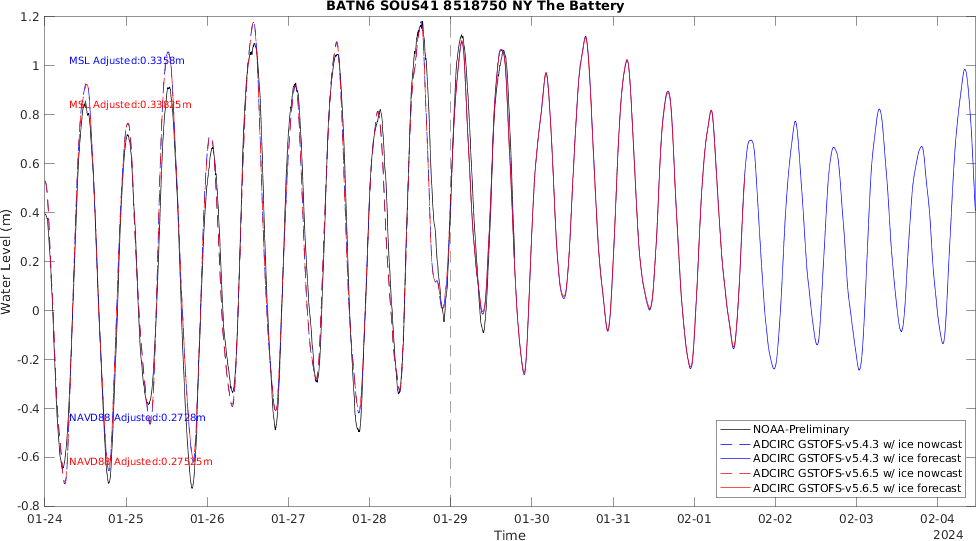 BATN6 SOUS41 8518750 NY The Battery
1.2
1
0.8
0.6
0.4
0.2
0
-0.2
-0.4
-0.6
-0.8
Water Level (m)
MSL Adjusted:0.3358m
MSL Adjusted:0.33825m
NAVD88 Adjusted:0.2728m
NAVD88 Adjusted:0.27525m
NOAA-Preliminary
ADCIRC GSTOFS-v5.4.3 w/ ice nowcast
ADCIRC GSTOFS-v5.4.3 w/ ice forecast
ADCIRC GSTOFS-v5.6.5 w/ ice nowcast
ADCIRC GSTOFS-v5.6.5 w/ ice forecast
01-24 01-25 01-26 01-27 01-28 01-29 01-30 01-31 02-01 02-02 02-03 02-04
Time
2024